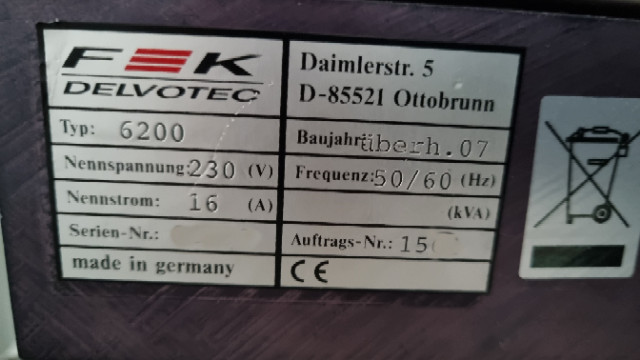 F&K
DELVOTEC
Daimlerstr. 5
D-85521 Ottobrunn
Typ: 6200
Baujahr: überh.07
Nennspannung: 230 (V)
Frequenz: 50/60 (Hz)
Nennstrom: 16 (A)
(kVA)
Serien-Nr.:
Auftrags-Nr.: 15
made in germany
CE